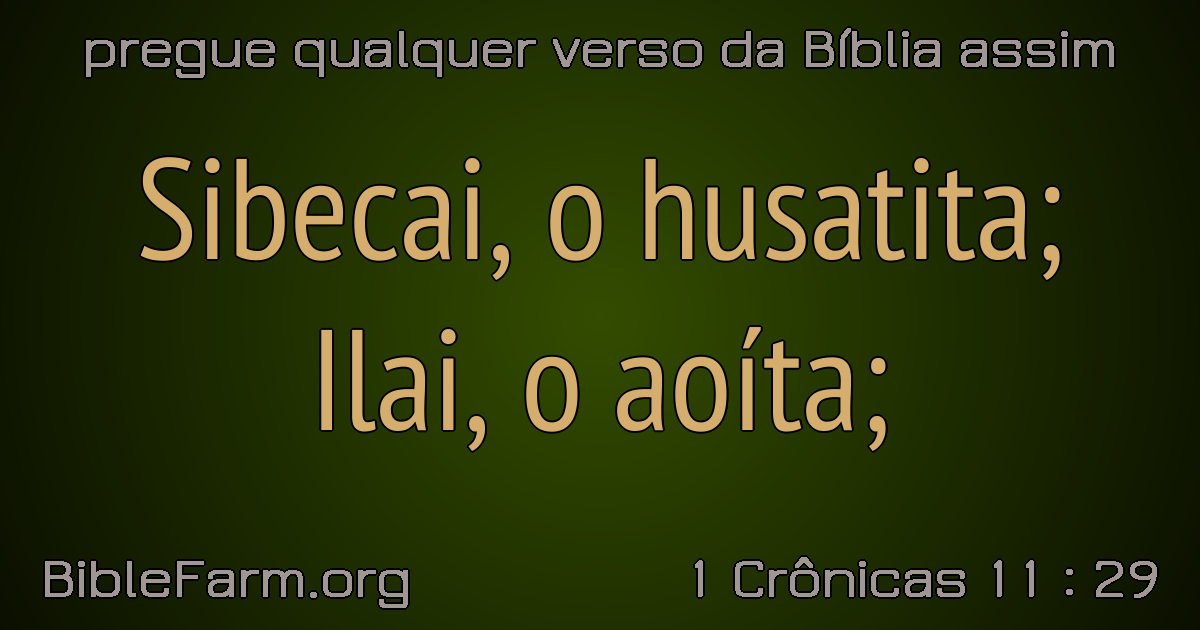 pregue qualquer verso da Bíblia assim
Sibecai, o husatita;
Ilai, o aoíta;
BibleFarm.org
1 Crônicas 11 : 29